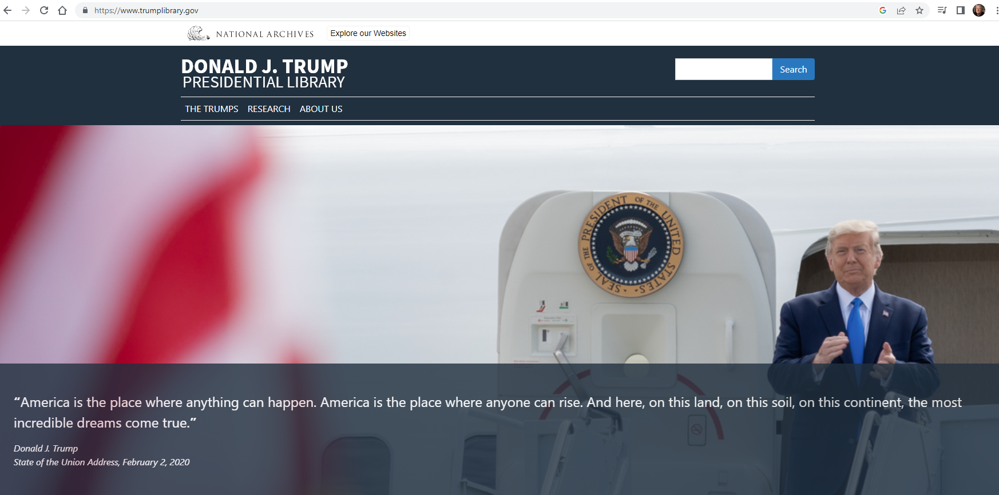 https://www.trumplibrary.gov
NATIONAL ARCHIVES
Explore our Websites
DONALD J. TRUMP
PRESIDENTIAL LIBRARY
Search
THE TRUMPS RESEARCH ABOUT US
SEAL OF THE PRESIDENT OF THE UNITED STATES
“America is the place where anything can happen. America is the place where anyone can rise. And here, on this land, on this soil, on this continent, the most
incredible dreams come true.”
Donald J. Trump
State of the Union Address, February 2, 2020